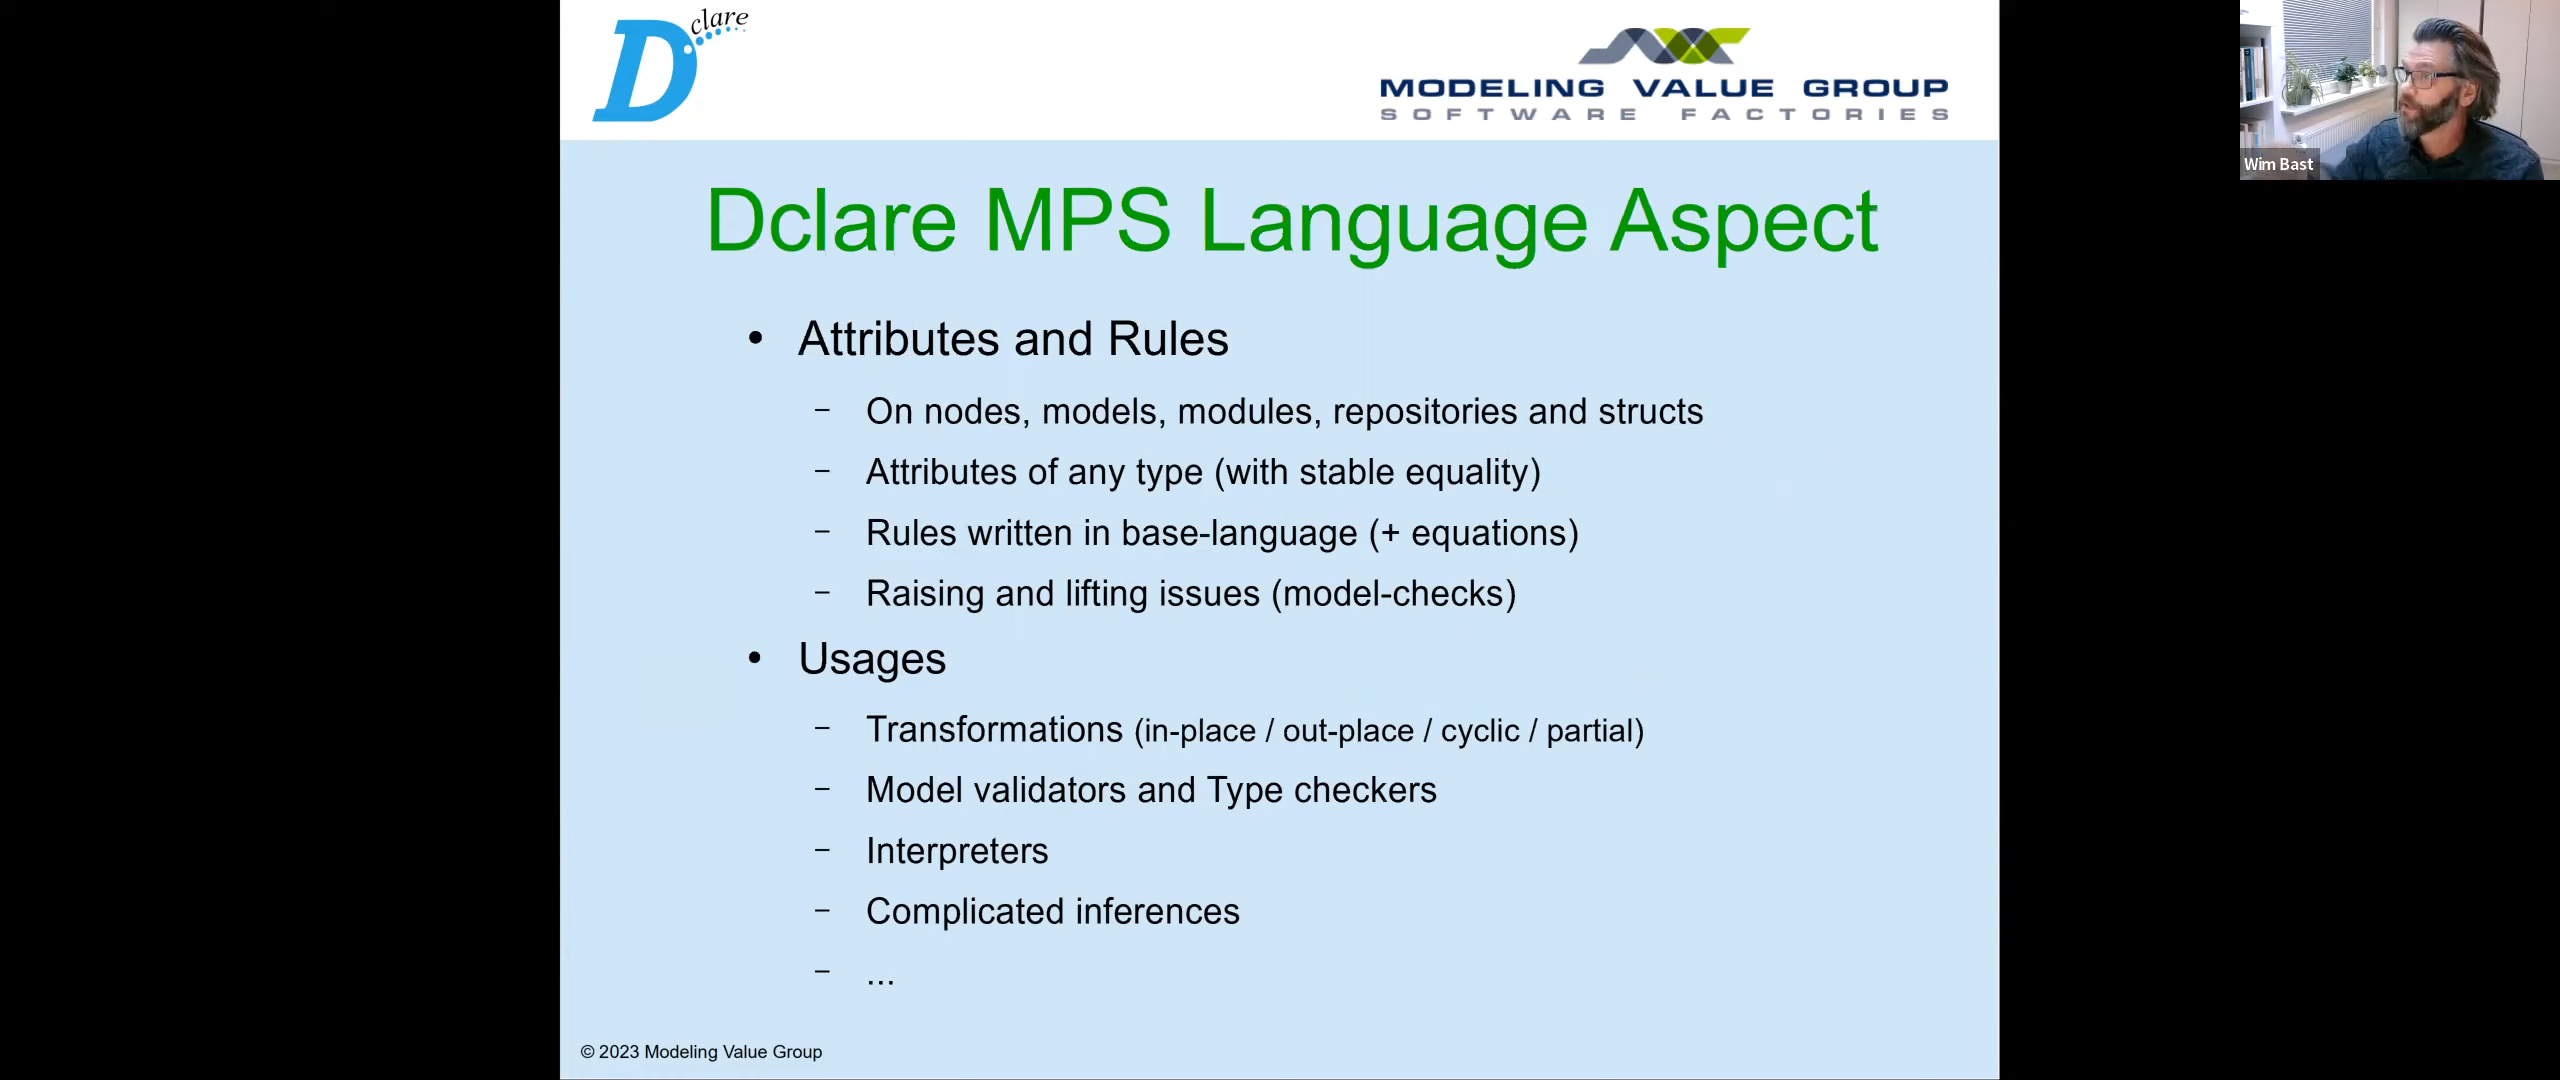 Dclare
MODELING VALUE GROUP
SOFTWARE FACTORIES
Wim Bast
Dclare MPS Language Aspect
• Attributes and Rules
– On nodes, models, modules, repositories and structs
– Attributes of any type (with stable equality)
– Rules written in base-language (+ equations)
– Raising and lifting issues (model-checks)
• Usages
– Transformations (in-place / out-place / cyclic / partial)
– Model validators and Type checkers
– Interpreters
– Complicated inferences
– ...
© 2023 Modeling Value Group